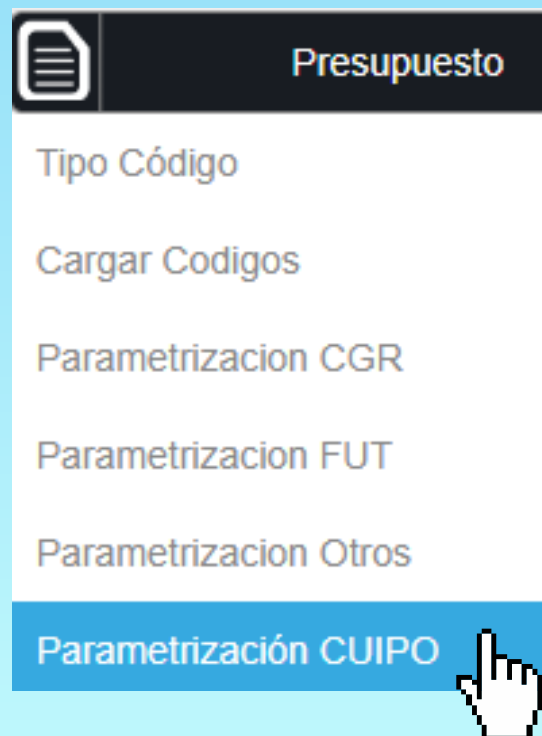 Presupuesto
Tipo Código
Cargar Codigos
Parametrizacion CGR
Parametrizacion FUT
Parametrizacion Otros
Parametrización CUIPO